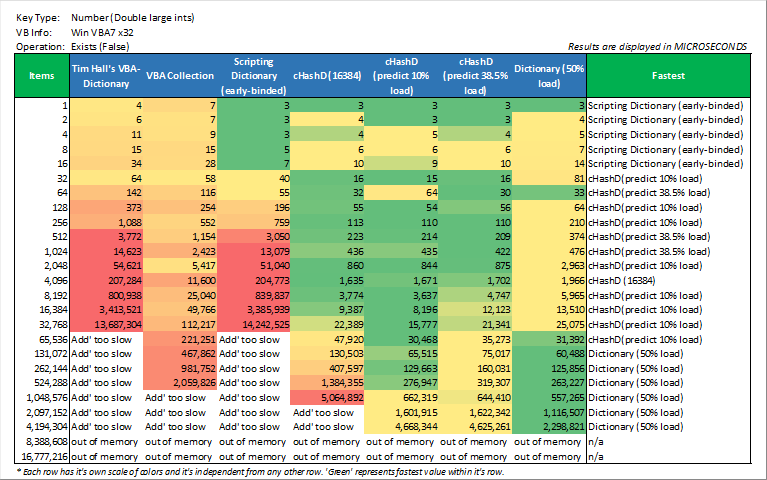 Key Type: Number (Double large ints)
VB Info: Win VBA7 x32
Operation: Exists (False)
Results are displayed in MICROSECONDS
Items Tim Hall's VBA-Dictionary VBA Collection Scripting Dictionary (early-binded) cHashD (16384) cHashD (predict 10% load) cHashD (predict 38.5% load) Dictionary (50% load) Fastest
1 4 7 3 3 3 3 3 Scripting Dictionary (early-binded)
2 6 7 3 4 3 3 4 Scripting Dictionary (early-binded)
4 11 9 3 4 5 4 5 Scripting Dictionary (early-binded)
8 15 15 5 6 6 6 7 Scripting Dictionary (early-binded)
16 34 28 7 10 9 10 14 Scripting Dictionary (early-binded)
32 64 58 40 16 15 16 81 cHashD(predict 10% load)
64 142 116 55 32 64 30 33 cHashD(predict 38.5% load)
128 373 254 196 55 54 56 64 cHashD(predict 10% load)
256 1,088 552 759 113 110 110 210 cHashD(predict 10% load)
512 3,772 1,154 3,050 223 214 209 374 cHashD(predict 38.5% load)
1,024 14,623 2,423 13,079 436 435 422 476 cHashD(predict 38.5% load)
2,048 54,621 5,417 51,040 860 844 875 2,963 cHashD(predict 10% load)
4,096 207,284 11,600 204,773 1,635 1,671 1,702 1,966 cHashD (16384)
8,192 800,938 25,040 839,837 3,774 3,637 4,747 5,965 cHashD(predict 10% load)
16,384 3,413,521 49,766 3,385,939 9,387 8,196 12,123 13,510 cHashD(predict 10% load)
32,768 13,687,304 112,217 14,242,525 22,389 15,777 21,341 25,075 cHashD(predict 10% load)
65,536 Add' too slow 221,251 Add' too slow 47,920 30,468 35,273 31,392 cHashD(predict 10% load)
131,072 Add' too slow 467,862 Add' too slow 130,503 65,515 75,017 60,488 Dictionary (50% load)
262,144 Add' too slow 981,752 Add' too slow 407,597 129,663 160,031 125,856 Dictionary (50% load)
524,288 Add' too slow 2,059,826 Add' too slow 1,384,355 276,947 319,307 263,227 Dictionary (50% load)
1,048,576 Add' too slow Add' too slow Add' too slow 5,064,892 662,319 644,410 557,265 Dictionary (50% load)
2,097,152 Add' too slow Add' too slow Add' too slow Add' too slow 1,601,915 1,622,342 1,116,507 Dictionary (50% load)
4,194,304 Add' too slow Add' too slow Add' too slow Add' too slow 4,668,344 4,625,261 2,298,821 Dictionary (50% load)
8,388,608 out of memory out of memory out of memory out of memory out of memory out of memory out of memory n/a
16,777,216 out of memory out of memory out of memory out of memory out of memory out of memory out of memory n/a
* Each row has it's own scale of colors and it's independent from any other row. 'Green' represents fastest value within it's row.